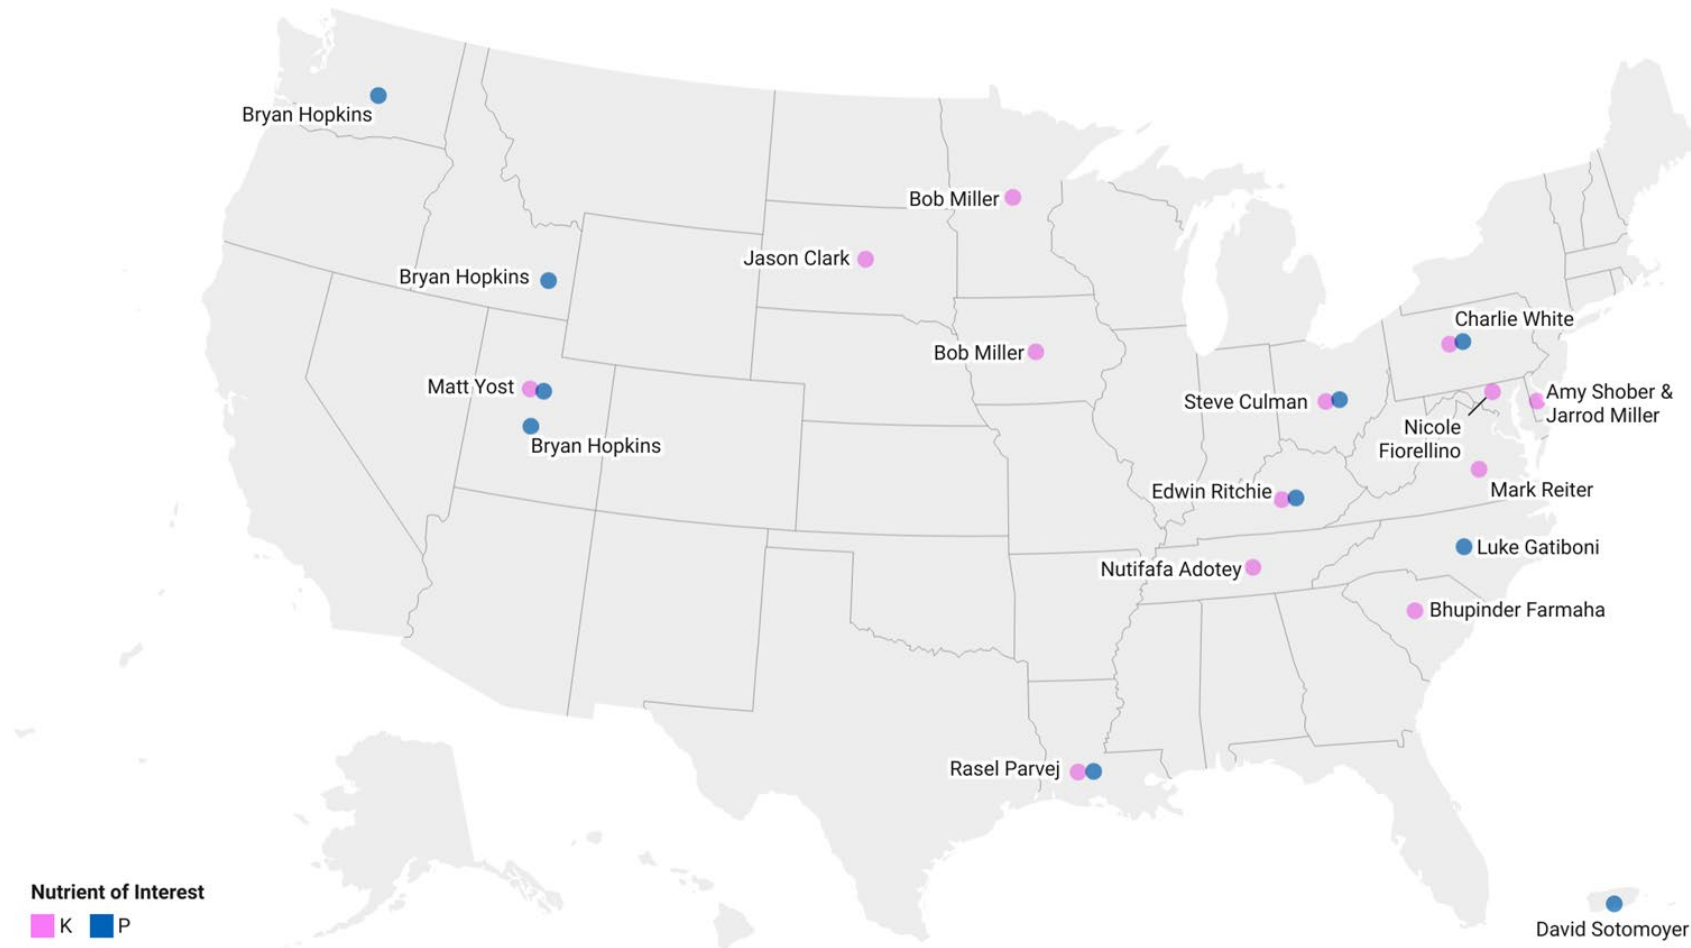 Bryan Hopkins
Bob Miller
Jason Clark
Bryan Hopkins
Charlie White
Bob Miller
Matt Yost
Amy Shober &
Jarrod Miller
Steve Culman
Nicole
Fiorellino
Bryan Hopkins
Edwin Ritchie
Mark Reiter
Luke Gatiboni
Nutifafa Adotey
Bhupinder Farmaha
Rasel Parvej
Nutrient of Interest
K P
David Sotomoyer